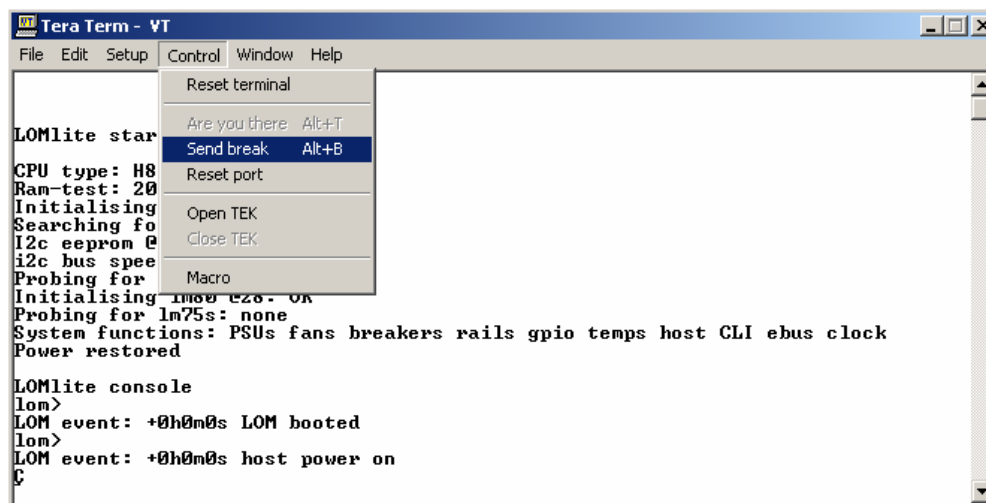 Tera Term - VT
File Edit Setup Control Window Help
Reset terminal
Are you there Alt+T
Send break Alt+B
Reset port
Open TEK
Close TEK
Macro
LOMlite star
CPU type: H8
Ram-test: 20
Initialising
Searching fo
I2c eeprom @
i2c bus spee
Probing for
Initialising lm80 @28: OK
Probing for lm75s: none
System functions: PSUs fans breakers rails gpio temps host CLI ebus clock
Power restored
LOMlite console
lom>
LOM event: +0h0m0s LOM booted
lom>
LOM event: +0h0m0s host power on
Ç